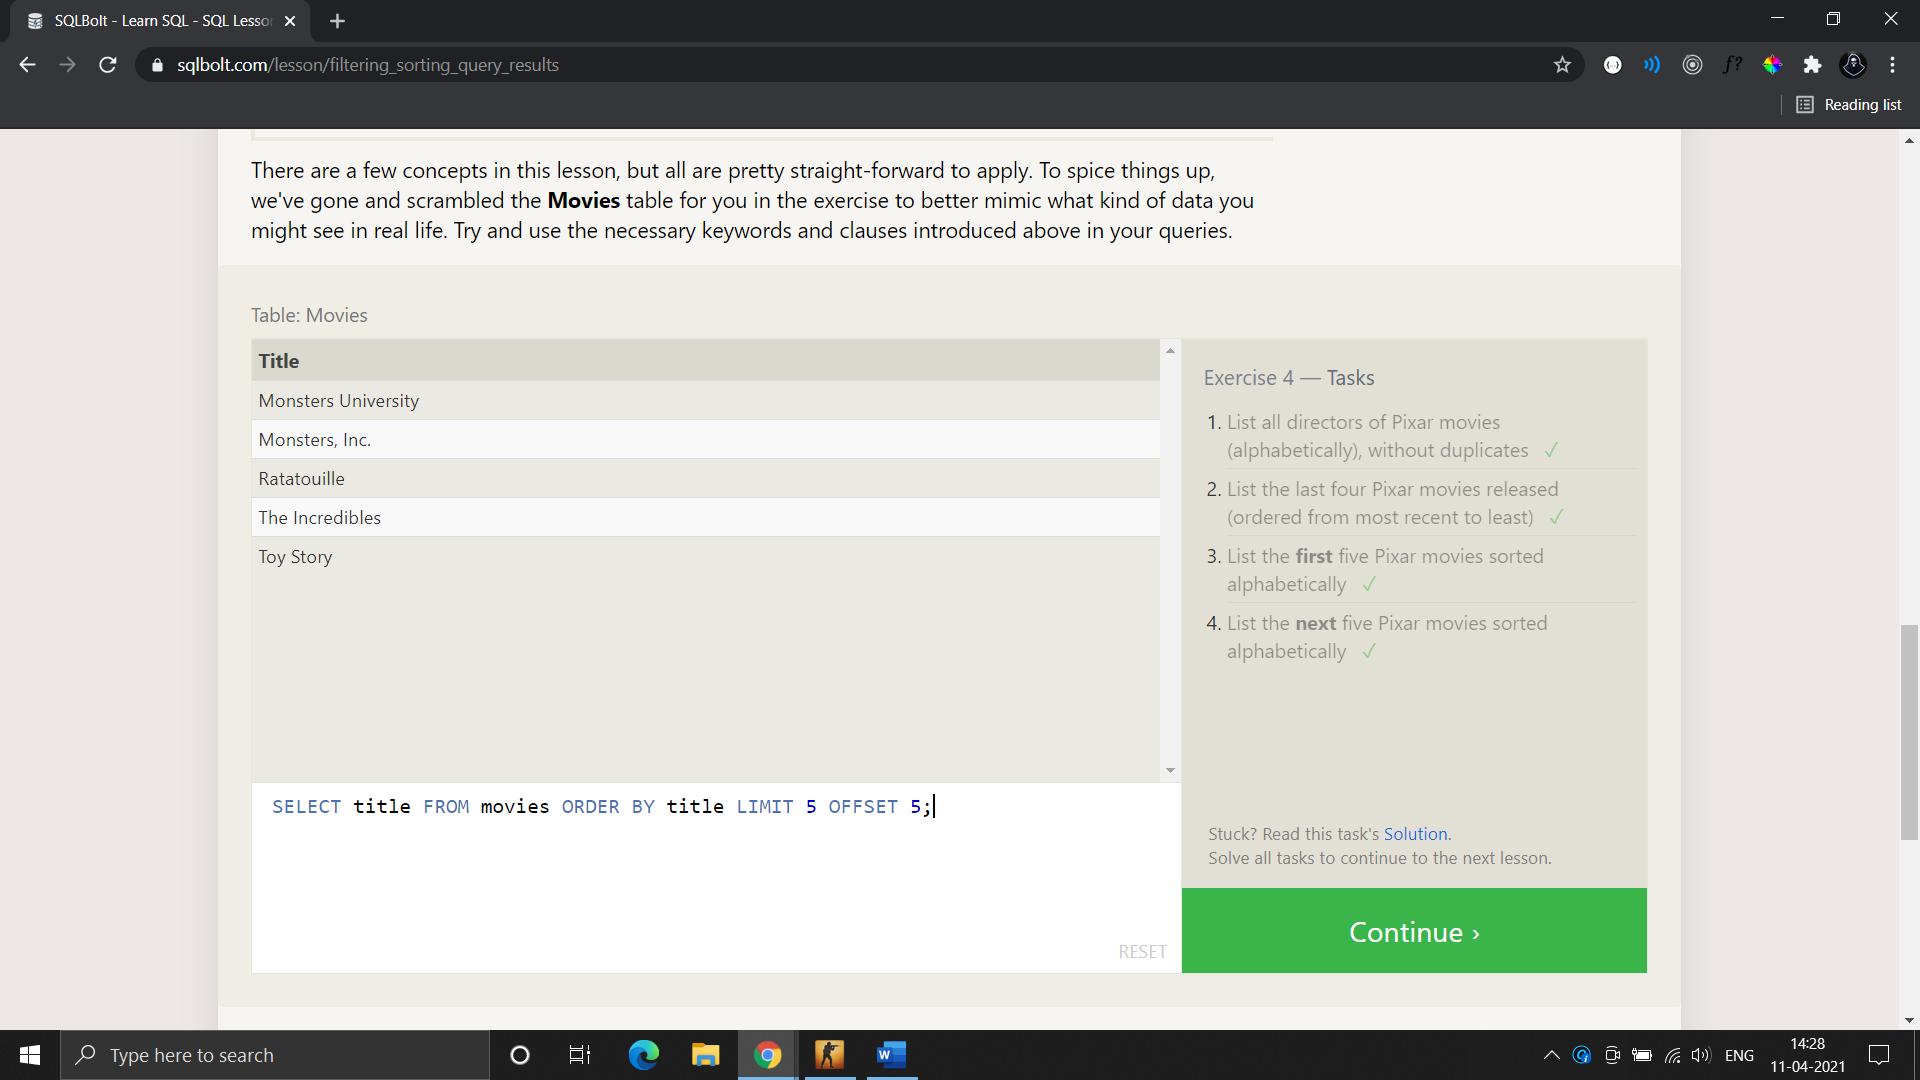 SQLBolt - Learn SQL - SQL Lesso
sqlbolt.com/lesson/filtering_sorting_query_results
f?
Reading list
There are a few concepts in this lesson, but all are pretty straight-forward to apply. To spice things up,
we've gone and scrambled the Movies table for you in the exercise to better mimic what kind of data you
might see in real life. Try and use the necessary keywords and clauses introduced above in your queries.
Table: Movies
Title
Monsters University
Monsters, Inc.
Ratatouille
The Incredibles
Toy Story
SELECT title FROM movies ORDER BY title LIMIT 5 OFFSET 5;
RESET
Exercise 4 — Tasks
1. List all directors of Pixar movies
(alphabetically), without duplicates ✓
2. List the last four Pixar movies released
(ordered from most recent to least) ✓
3. List the first five Pixar movies sorted
alphabetically ✓
4. List the next five Pixar movies sorted
alphabetically ✓
Stuck? Read this task's Solution.
Solve all tasks to continue to the next lesson.
Continue ›
Type here to search
W
ENG
14:28
11-04-2021